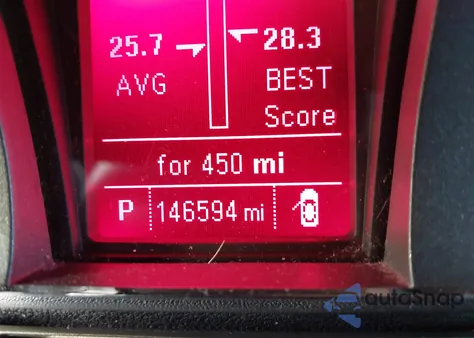 25.7 28.3
AVG BEST
Score
for 450 mi
P 146594 mi
autoSnap